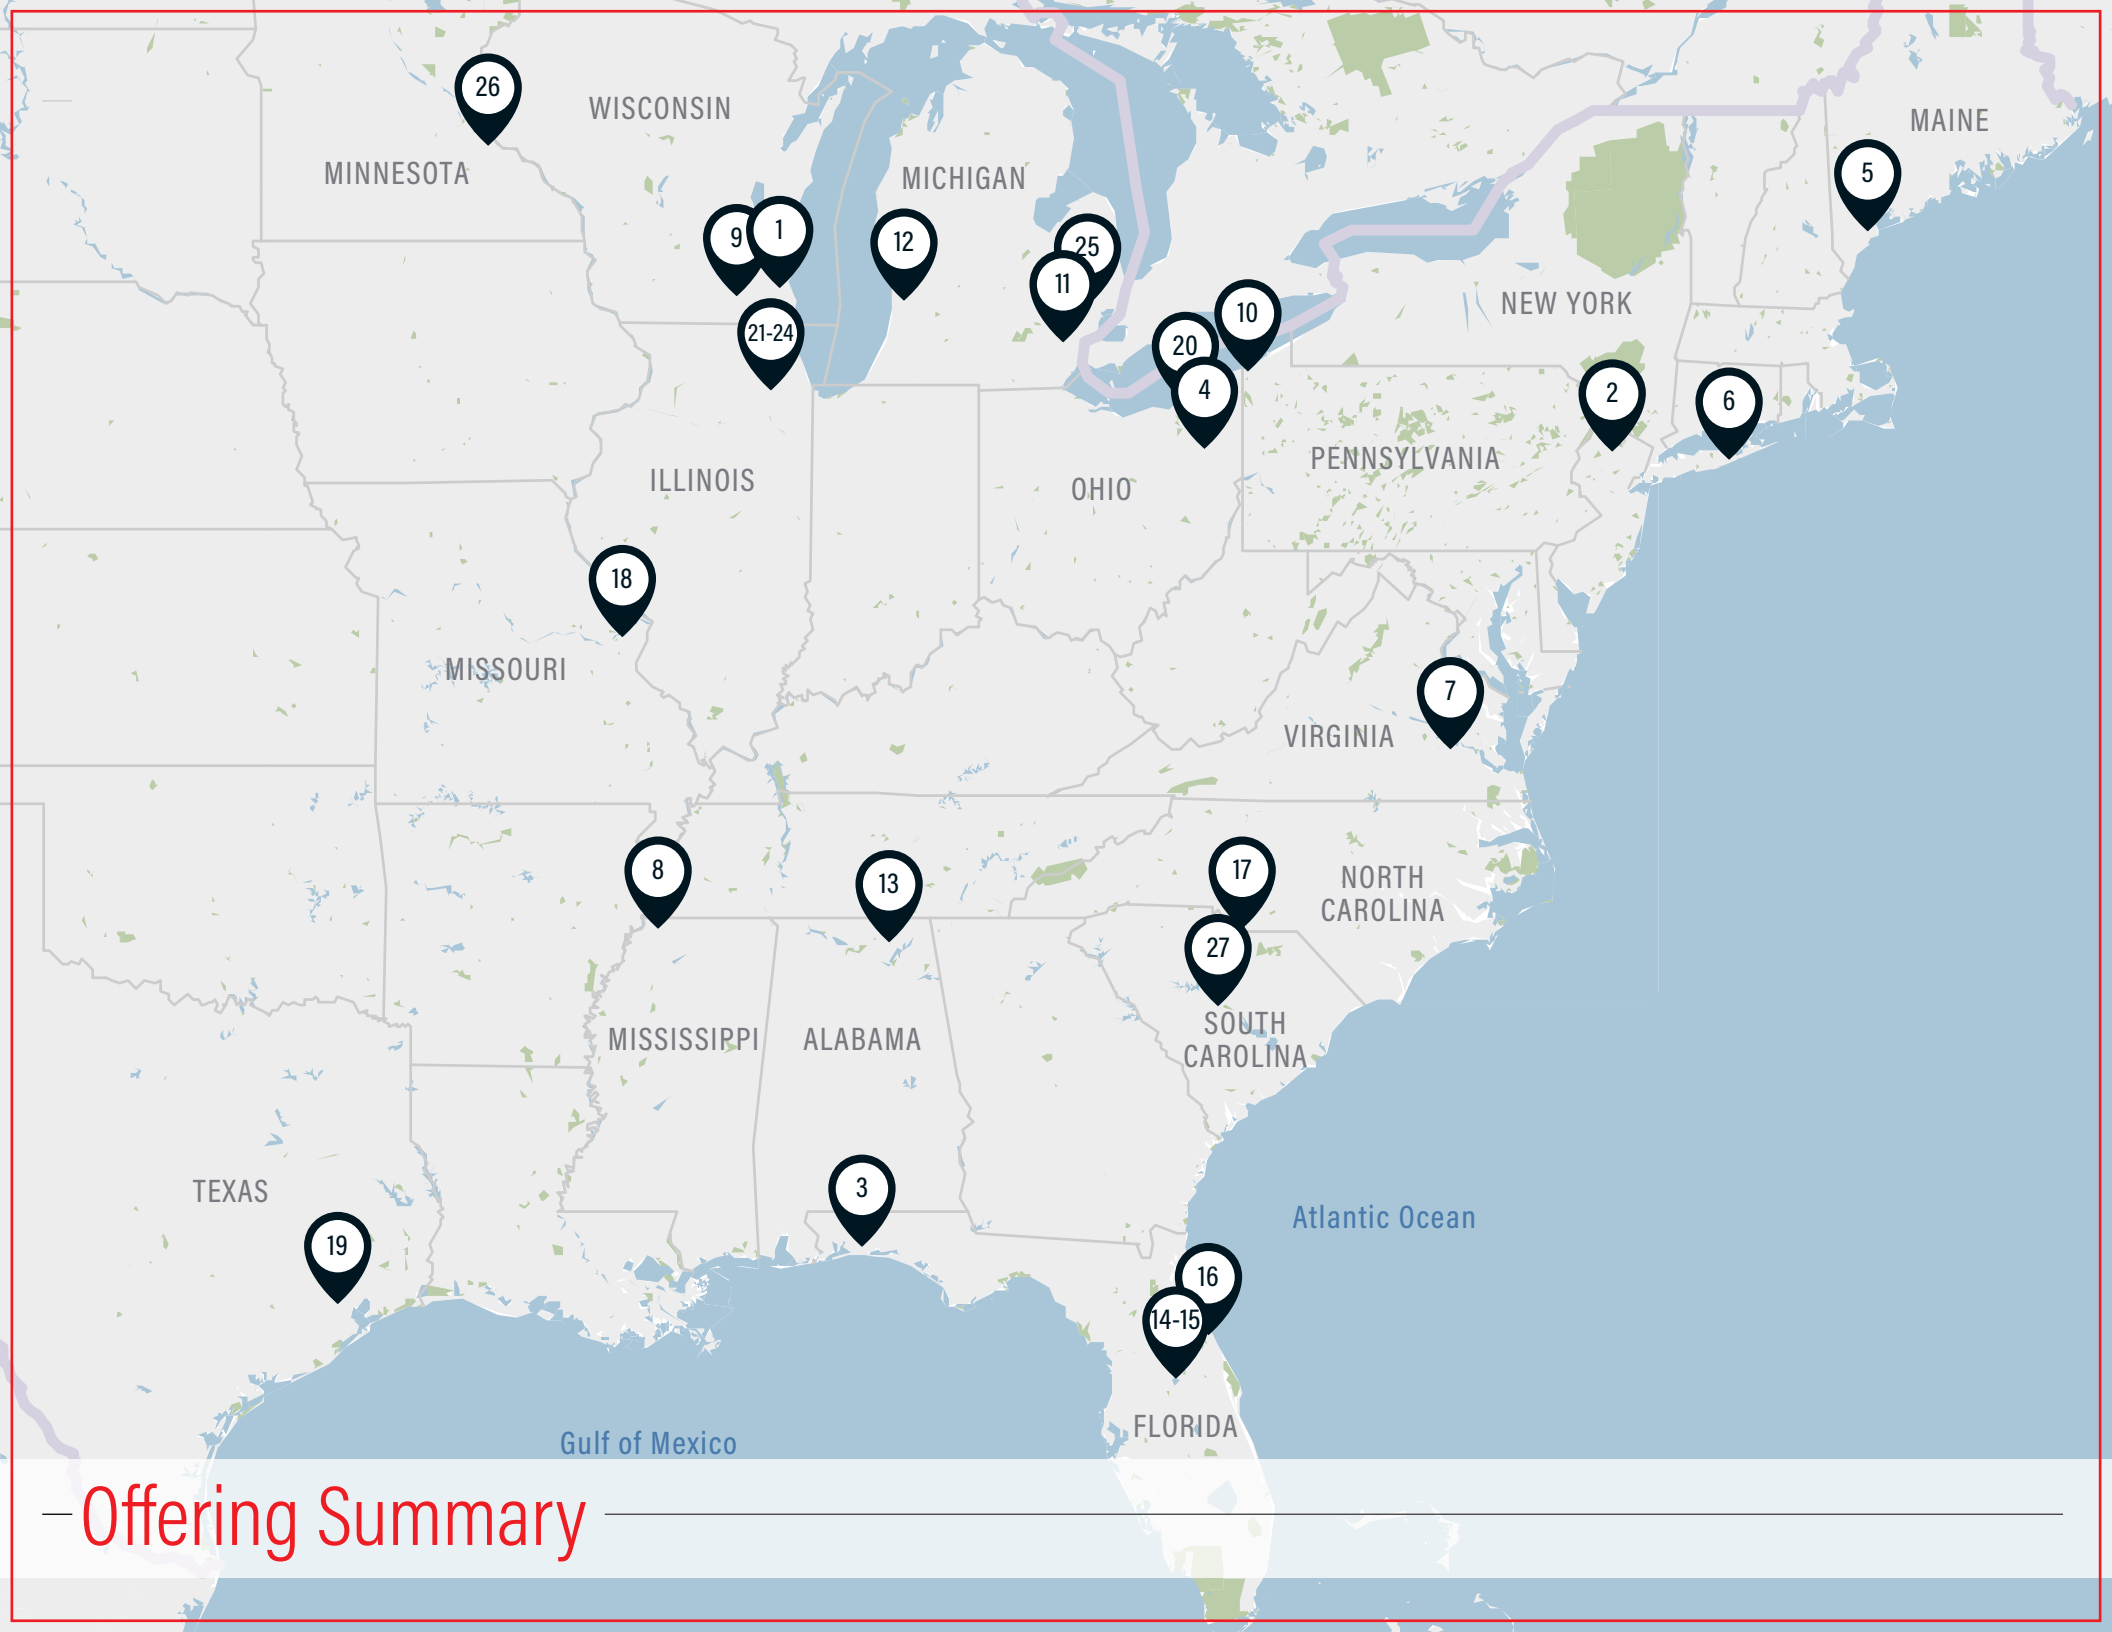 26
WISCONSIN
MAINE
MINNESOTA
MICHIGAN
5
9
1
12
25
11
21-24
10
NEW YORK
20
4
2
6
PENNSYLVANIA
ILLINOIS
OHIO
18
MISSOURI
7
VIRGINIA
8
13
17
NORTH
CAROLINA
27
MISSISSIPPI
ALABAMA
SOUTH
CAROLINA
TEXAS
3
Atlantic Ocean
19
16
14-15
FLORIDA
Gulf of Mexico
Offering Summary